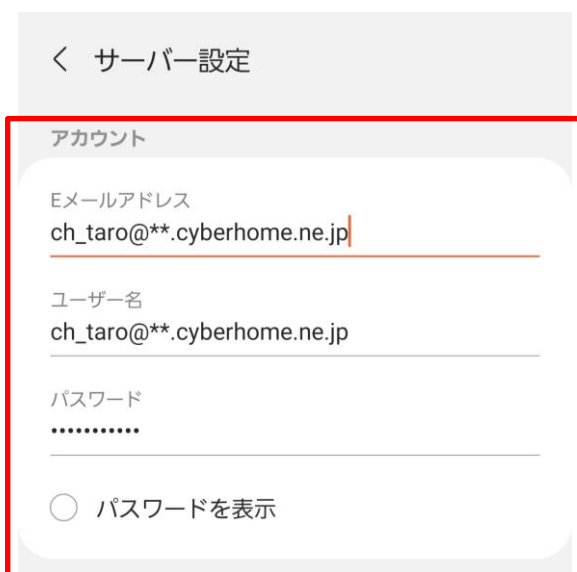 サーバー設定
アカウント
Eメールアドレス
ch_taro@**.cyberhome.ne.jp
ユーザー名
ch_taro@**.cyberhome.ne.jp
パスワード
•••••••••••
パスワードを表示